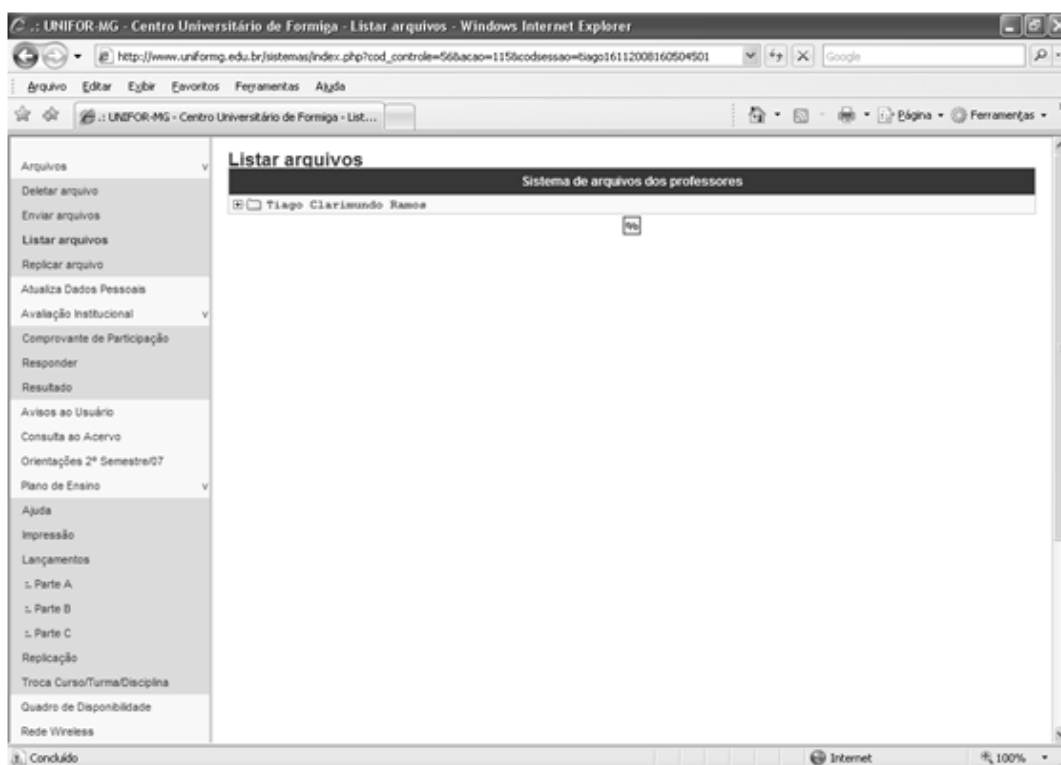 .: UNIFOR-MG - Centro Universitário de Formiga - Listar arquivos - Windows Internet Explorer
http://www.uniformg.edu.br/sistemas/index.php?cod_controle=56&acao=115&codsessao=tiago16112008160504501
Google
Arquivo Editar Exibir Favoritos Ferramentas Ajuda
.: UNIFOR-MG - Centro Universitário de Formiga - List...
Página
Ferramentas
Listar arquivos
Sistema de arquivos dos professores
Tiago Clarimundo Ramos
Arquivos v
Deletar arquivo
Enviar arquivos
Listar arquivos
Replicar arquivo
Atualiza Dados Pessoais
Avaliação Institucional v
Comprovante de Participação
Responder
Resultado
Avisos ao Usuário
Consulta ao Acervo
Orientações 2º Semestre/07
Plano de Ensino v
Ajuda
Impressão
Lançamentos
:. Parte A
:. Parte B
:. Parte C
Replicação
Troca Curso/Turma/Disciplina
Quadro de Disponibilidade
Rede Wireless
Concluído
Internet
100%